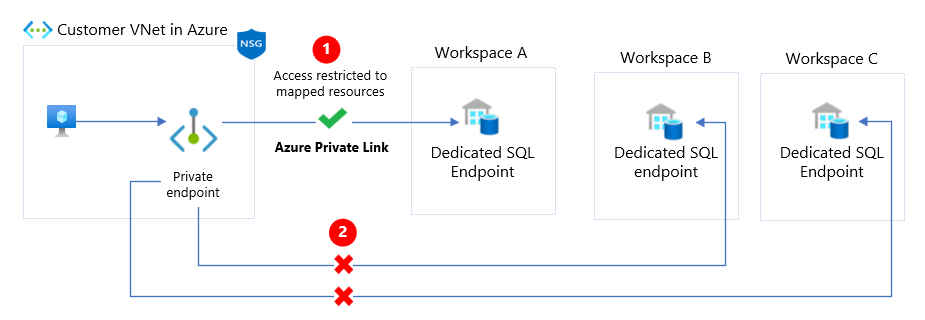 Customer VNet in Azure
NSG
1
Access restricted to
mapped resources
Azure Private Link
Private
endpoint
Workspace A
Dedicated SQL
Endpoint
Workspace B
Dedicated SQL
endpoint
Workspace C
Dedicated SQL
Endpoint
2